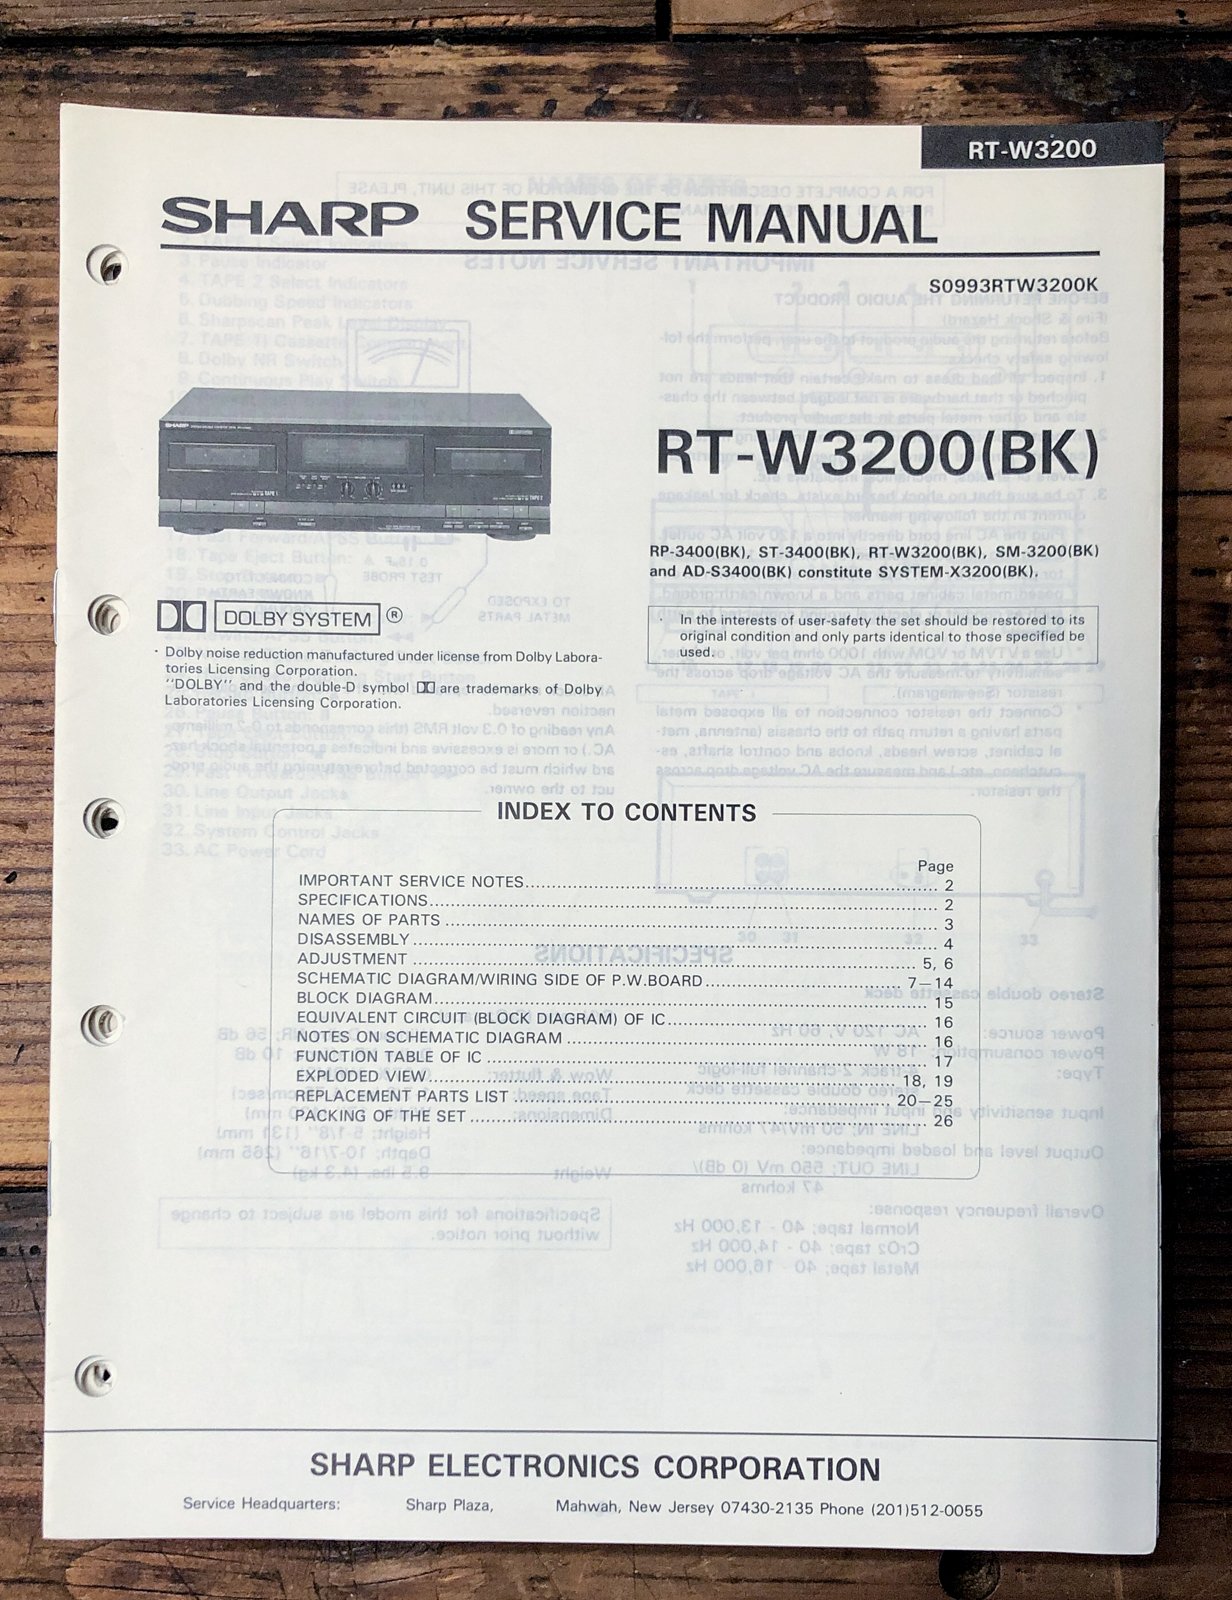 RT-W3200
SHARP SERVICE MANUAL
S0993RTW3200K
SHARP
TAPE 1
TAPE 2
RT-W3200(BK)
RP-3400(BK), ST-3400(BK), RT-W3200(BK), SM-3200(BK)
and AD-S3400(BK) constitute SYSTEM-X3200(BK).
DOLBY SYSTEM ®
· Dolby noise reduction manufactured under license from Dolby Labora-
tories Licensing Corporation.
"DOLBY" and the double-D symbol are trademarks of Dolby
Laboratories Licensing Corporation.
· In the interests of user-safety the set should be restored to its
original condition and only parts identical to those specified be
used.
INDEX TO CONTENTS
Page
IMPORTANT SERVICE NOTES 2
SPECIFICATIONS 2
NAMES OF PARTS 3
DISASSEMBLY 4
ADJUSTMENT 5, 6
SCHEMATIC DIAGRAM/WIRING SIDE OF P.W.BOARD 7–14
BLOCK DIAGRAM 15
EQUIVALENT CIRCUIT (BLOCK DIAGRAM) OF IC 16
NOTES ON SCHEMATIC DIAGRAM 16
FUNCTION TABLE OF IC 17
EXPLODED VIEW 18, 19
REPLACEMENT PARTS LIST 20–25
PACKING OF THE SET 26
SHARP ELECTRONICS CORPORATION
Service Headquarters: Sharp Plaza, Mahwah, New Jersey 07430-2135 Phone (201)512-0055